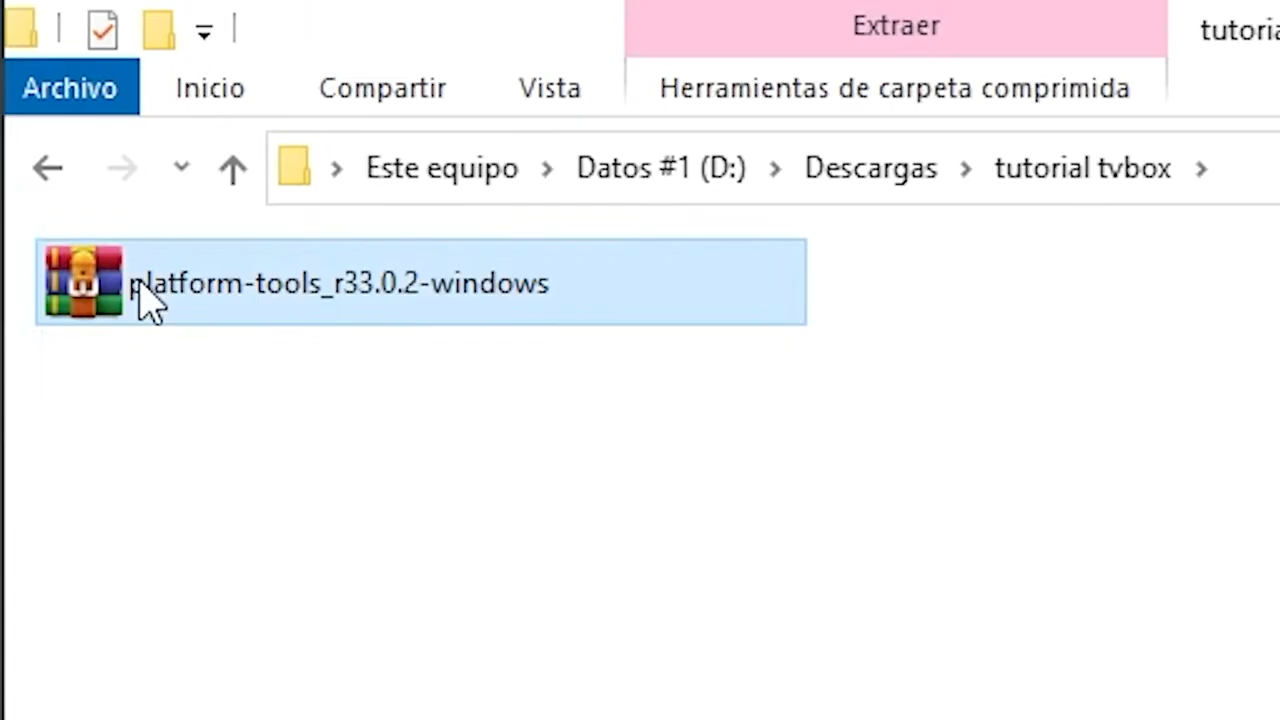 Extraer
Archivo Inicio Compartir Vista Herramientas de carpeta comprimida
Este equipo > Datos #1 (D:) > Descargas > tutorial tvbox >
platform-tools_r33.0.2-windows